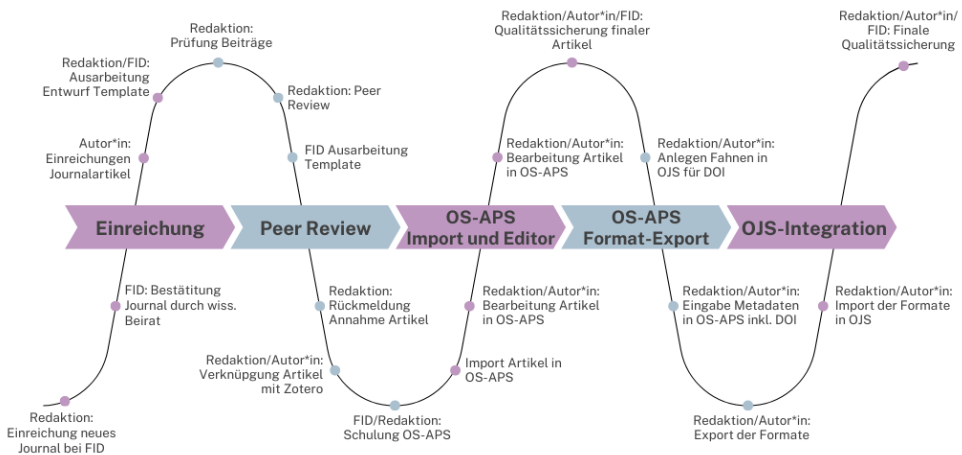 Redaktion:
Einreichung neues
Journal bei FID
FID: Bestätitung
Journal durch wiss.
Beirat
Einreichung
Autor*in:
Einreichungen
Journalartikel
Redaktion/FID:
Ausarbeitung
Entwurf Template
Redaktion:
Prüfung Beiträge
Redaktion: Peer
Review
FID Ausarbeitung
Template
Peer Review
Redaktion:
Rückmeldung
Annahme Artikel
Redaktion/Autor*in:
Verknüpgung Artikel
mit Zotero
FID/Redaktion:
Schulung OS-APS
Import Artikel in
OS-APS
Redaktion/Autor*in:
Bearbeitung Artikel
in OS-APS
OS-APS
Import und Editor
Redaktion/Autor*in:
Bearbeitung Artikel
in OS-APS
Redaktion/Autor*in/FID:
Qualitätssicherung finaler
Artikel
Redaktion/Autor*in:
Anlegen Fahnen in
OJS für DOI
OS-APS
Format-Export
Redaktion/Autor*in:
Eingabe Metadaten
in OS-APS inkl. DOI
Redaktion/Autor*in:
Export der Formate
Redaktion/Autor*in:
Import der Formate
in OJS
OJS-Integration
Redaktion/Autor*in/
FID: Finale
Qualitätssicherung